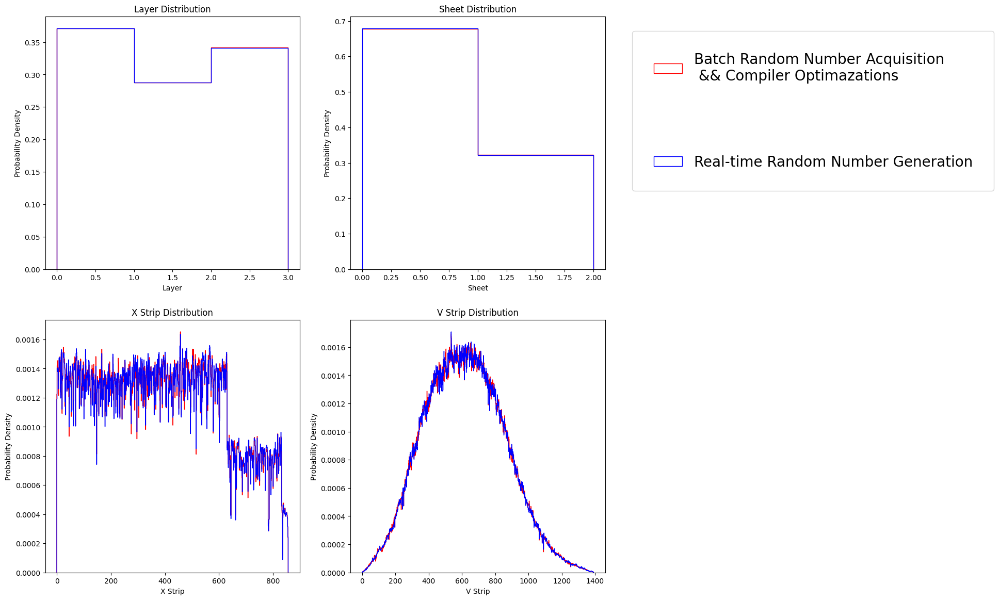 Layer Distribution
Probability Density
0.35
0.30
0.25
0.20
0.15
0.10
0.05
0.00
0.0 0.5 1.0 1.5 2.0 2.5 3.0
Layer
Sheet Distribution
Probability Density
0.7
0.6
0.5
0.4
0.3
0.2
0.1
0.0
0.00 0.25 0.50 0.75 1.00 1.25 1.50 1.75 2.00
Sheet
Batch Random Number Acquisition
&& Compiler Optimazations
Real-time Random Number Generation
X Strip Distribution
Probability Density
0.0016
0.0014
0.0012
0.0010
0.0008
0.0006
0.0004
0.0002
0.0000
0 200 400 600 800
X Strip
V Strip Distribution
Probability Density
0.0016
0.0014
0.0012
0.0010
0.0008
0.0006
0.0004
0.0002
0.0000
0 200 400 600 800 1000 1200 1400
V Strip